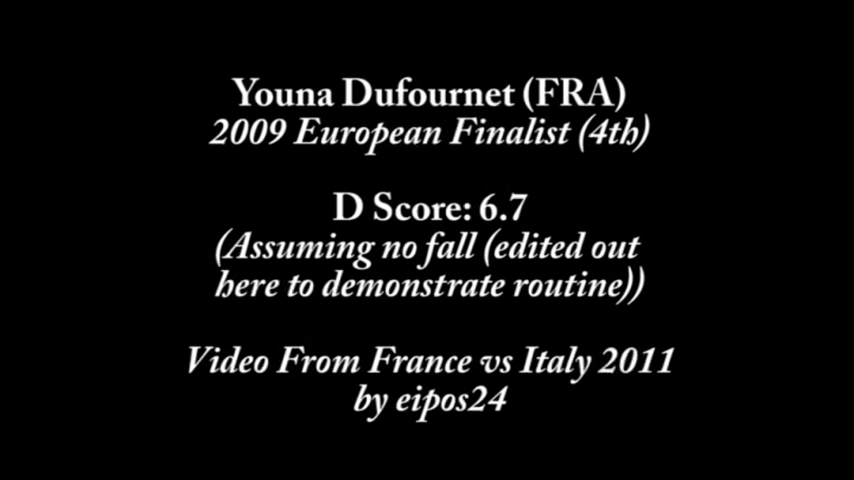 Youna Dufournet (FRA)
2009 European Finalist (4th)
D Score: 6.7
(Assuming no fall (edited out
here to demonstrate routine))
Video From France vs Italy 2011
by eipos24